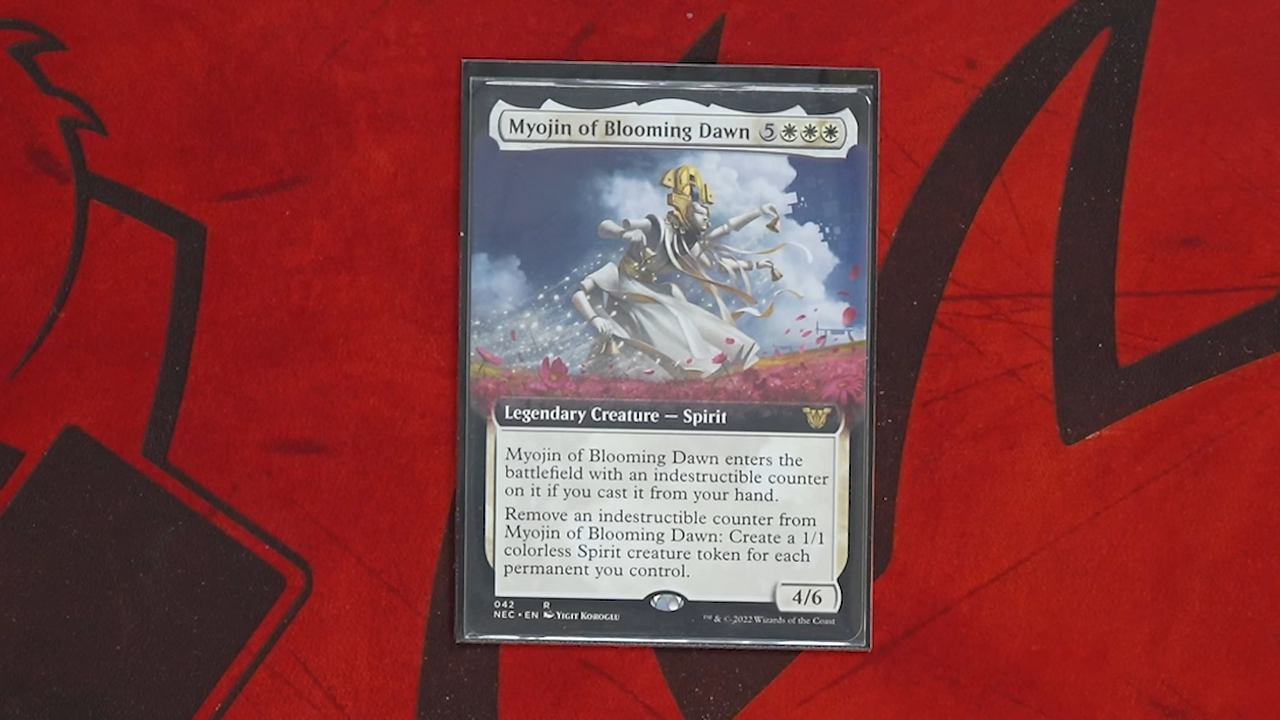 Myojin of Blooming Dawn 5
Legendary Creature — Spirit
Myojin of Blooming Dawn enters the
battlefield with an indestructible counter
on it if you cast it from your hand.
Remove an indestructible counter from
Myojin of Blooming Dawn: Create a 1/1
colorless Spirit creature token for each
permanent you control.
4/6
042 R
NEC • EN YIGIT KOROGLU
™ & © 2022 Wizards of the Coast